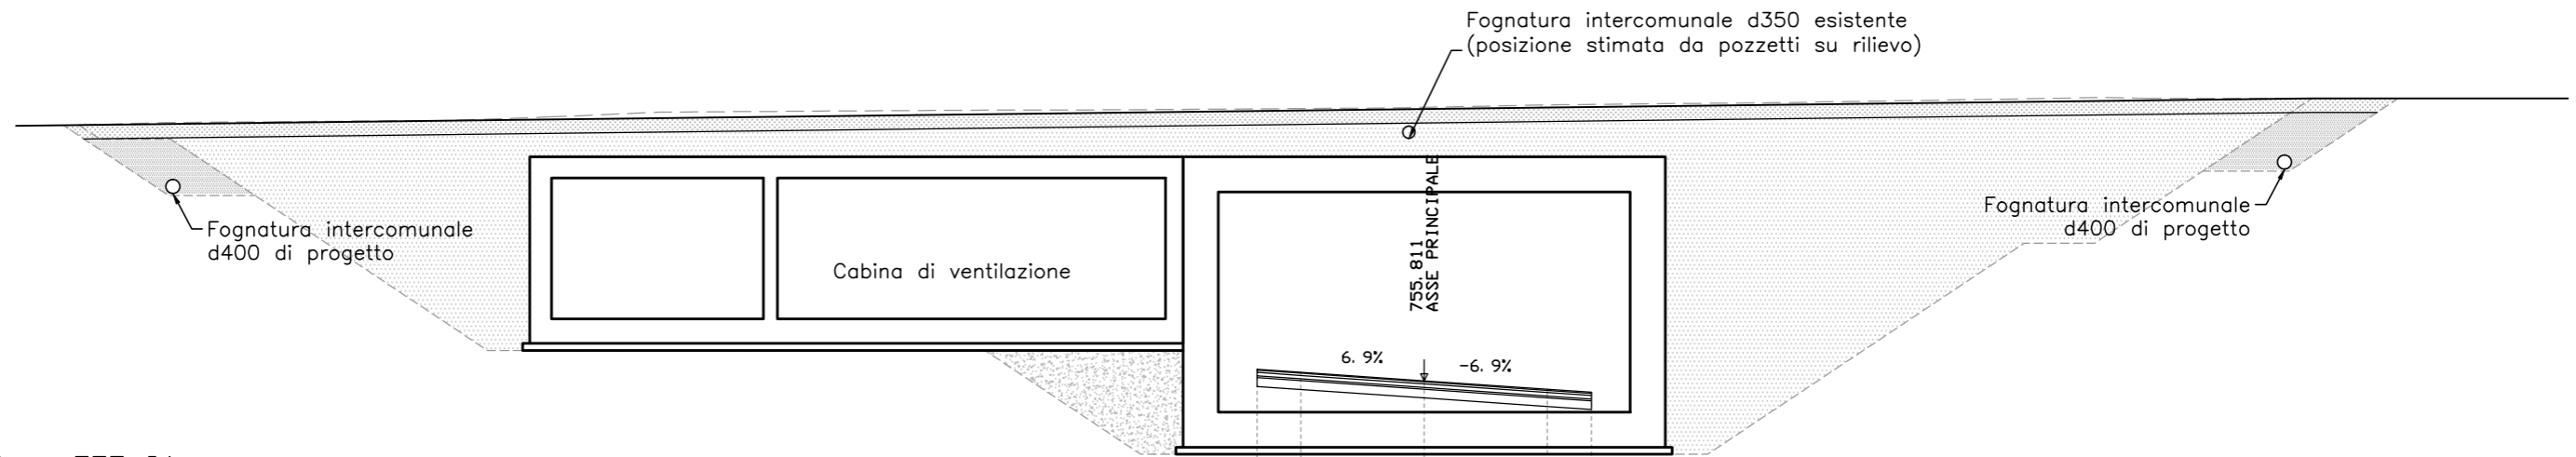 Fognatura intercomunale d350 esistente
(posizione stimata da pozzetti su rilievo)
Fognatura intercomunale
d400 di progetto
Cabina di ventilazione
755.811
ASSE PRINCIPALE
6.9%
-6.9%
Fognatura intercomunale
d400 di progetto